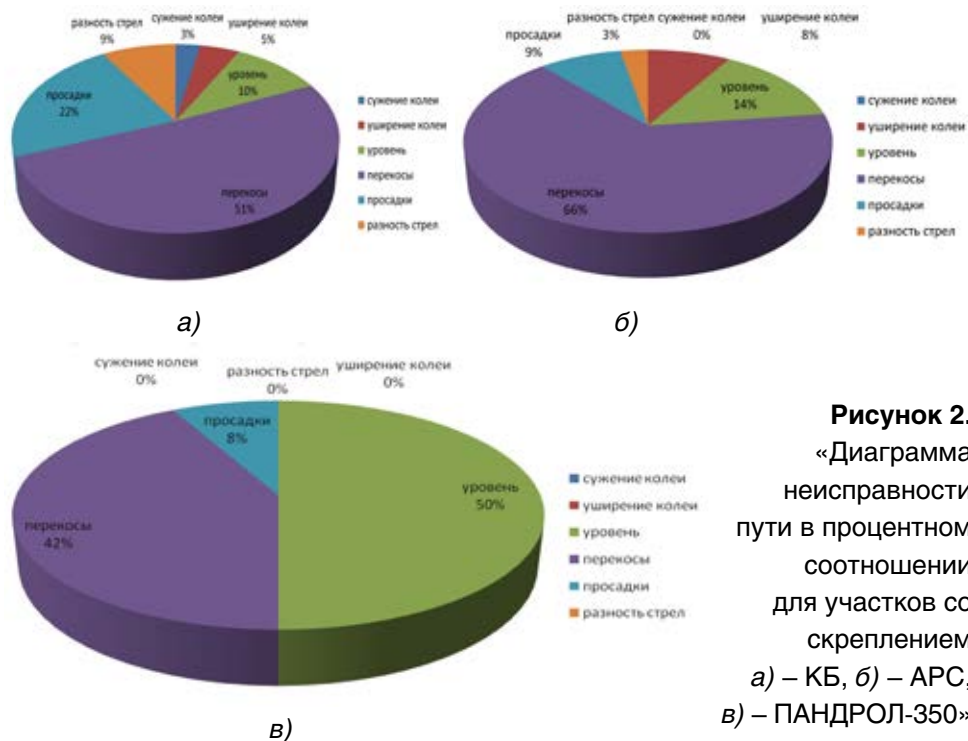 разность стрел
9%
сужение колеи
3%
уширение колеи
5%
уровень
10%
просадки
22%
перекосы
51%
сужение колеи
уширение колеи
уровень
перекосы
просадки
разность стрел
а)
разность стрел
3%
сужение колеи
0%
уширение колеи
8%
просадки
9%
уровень
14%
перекосы
66%
сужение колеи
уширение колеи
уровень
перекосы
просадки
разность стрел
б)
сужение колеи
0%
разность стрел
0%
уширение колеи
0%
просадки
8%
уровень
50%
перекосы
42%
сужение колеи
уширение колеи
уровень
перекосы
просадки
разность стрел
в)
Рисунок 2.
«Диаграмма
неисправности
пути в процентном
соотношении
для участков со
скреплением
а) – КБ, б) – АРС,
в) – ПАНДРОЛ-350»